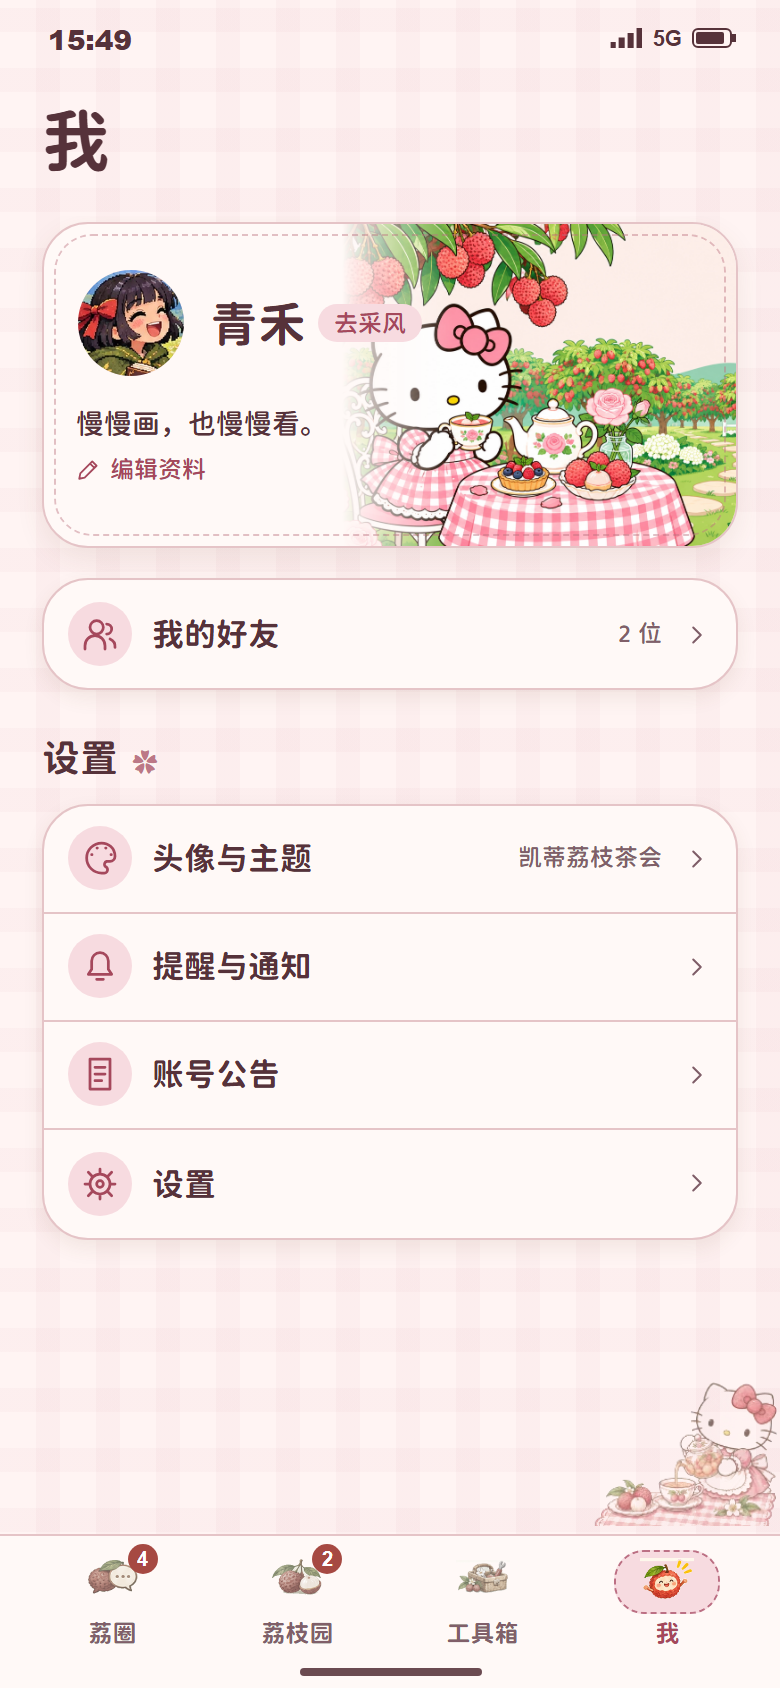 15:49
5G
我
青禾
去采风
慢慢画，也慢慢看。
编辑资料
我的好友
2 位
设置
头像与主题
凯蒂荔枝茶会
提醒与通知
账号公告
设置
4
2
荔圈
荔枝园
工具箱
我